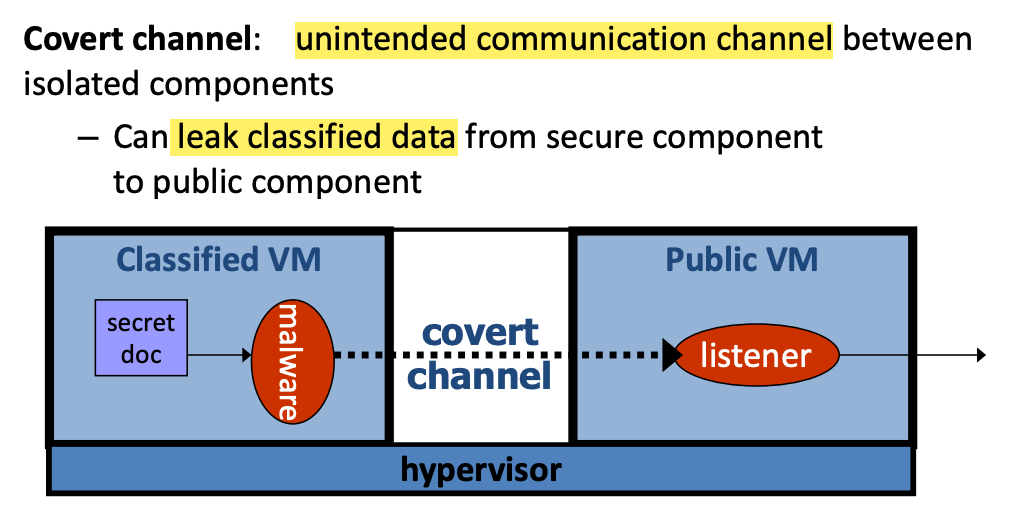 Covert channel: unintended communication channel between
isolated components
– Can leak classified data from secure component
to public component
Classified VM
Public VM
secret
doc
malware
covert
channel
listener
hypervisor